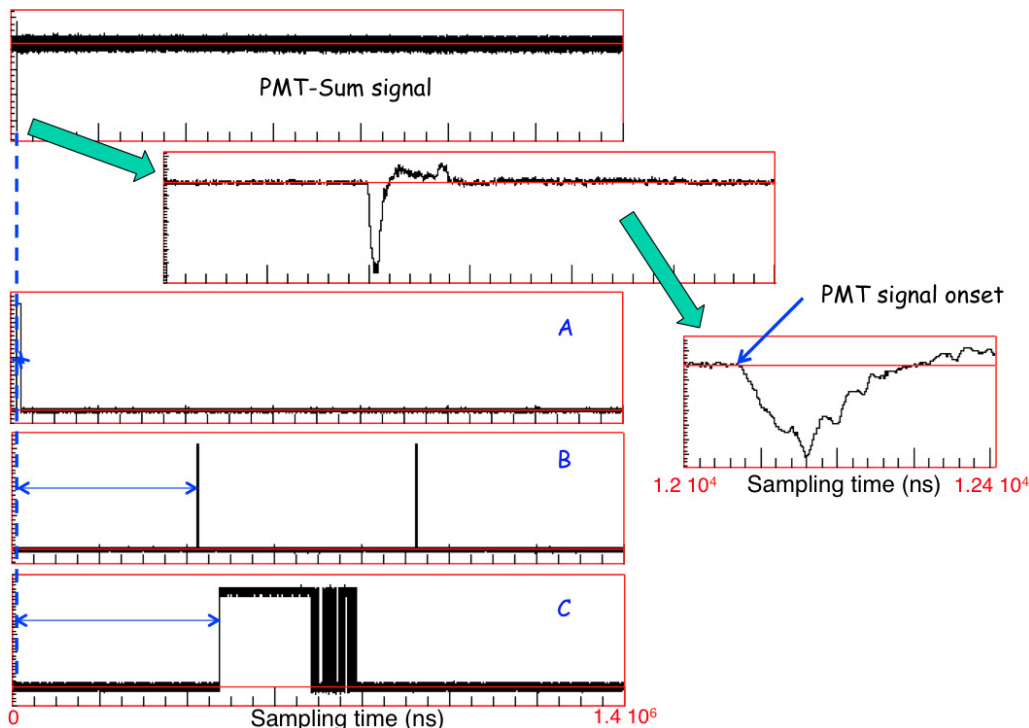 PMT-Sum signal
PMT signal onset
A
1.2 10⁴ Sampling time (ns) 1.24 10⁴
B
C
0 Sampling time (ns) 1.4 10⁶